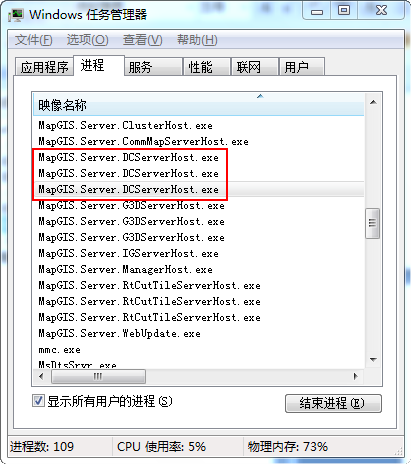 Windows 任务管理器
文件(F) 选项(O) 查看(V) 帮助(H)
应用程序 进程 服务 性能 联网 用户
映像名称
MapGIS.Server.ClusterHost.exe
MapGIS.Server.CommMapServerHost.exe
MapGIS.Server.DCServerHost.exe
MapGIS.Server.DCServerHost.exe
MapGIS.Server.DCServerHost.exe
MapGIS.Server.G3DServerHost.exe
MapGIS.Server.G3DServerHost.exe
MapGIS.Server.G3DServerHost.exe
MapGIS.Server.IGServerHost.exe
MapGIS.Server.ManagerHost.exe
MapGIS.Server.RtCutTileServerHost.exe
MapGIS.Server.RtCutTileServerHost.exe
MapGIS.Server.RtCutTileServerHost.exe
MapGIS.Server.WebUpdate.exe
mmc.exe
MsDtsSrvr.exe
显示所有用户的进程(S) 结束进程(E)
进程数: 109 CPU 使用率: 5% 物理内存: 73%